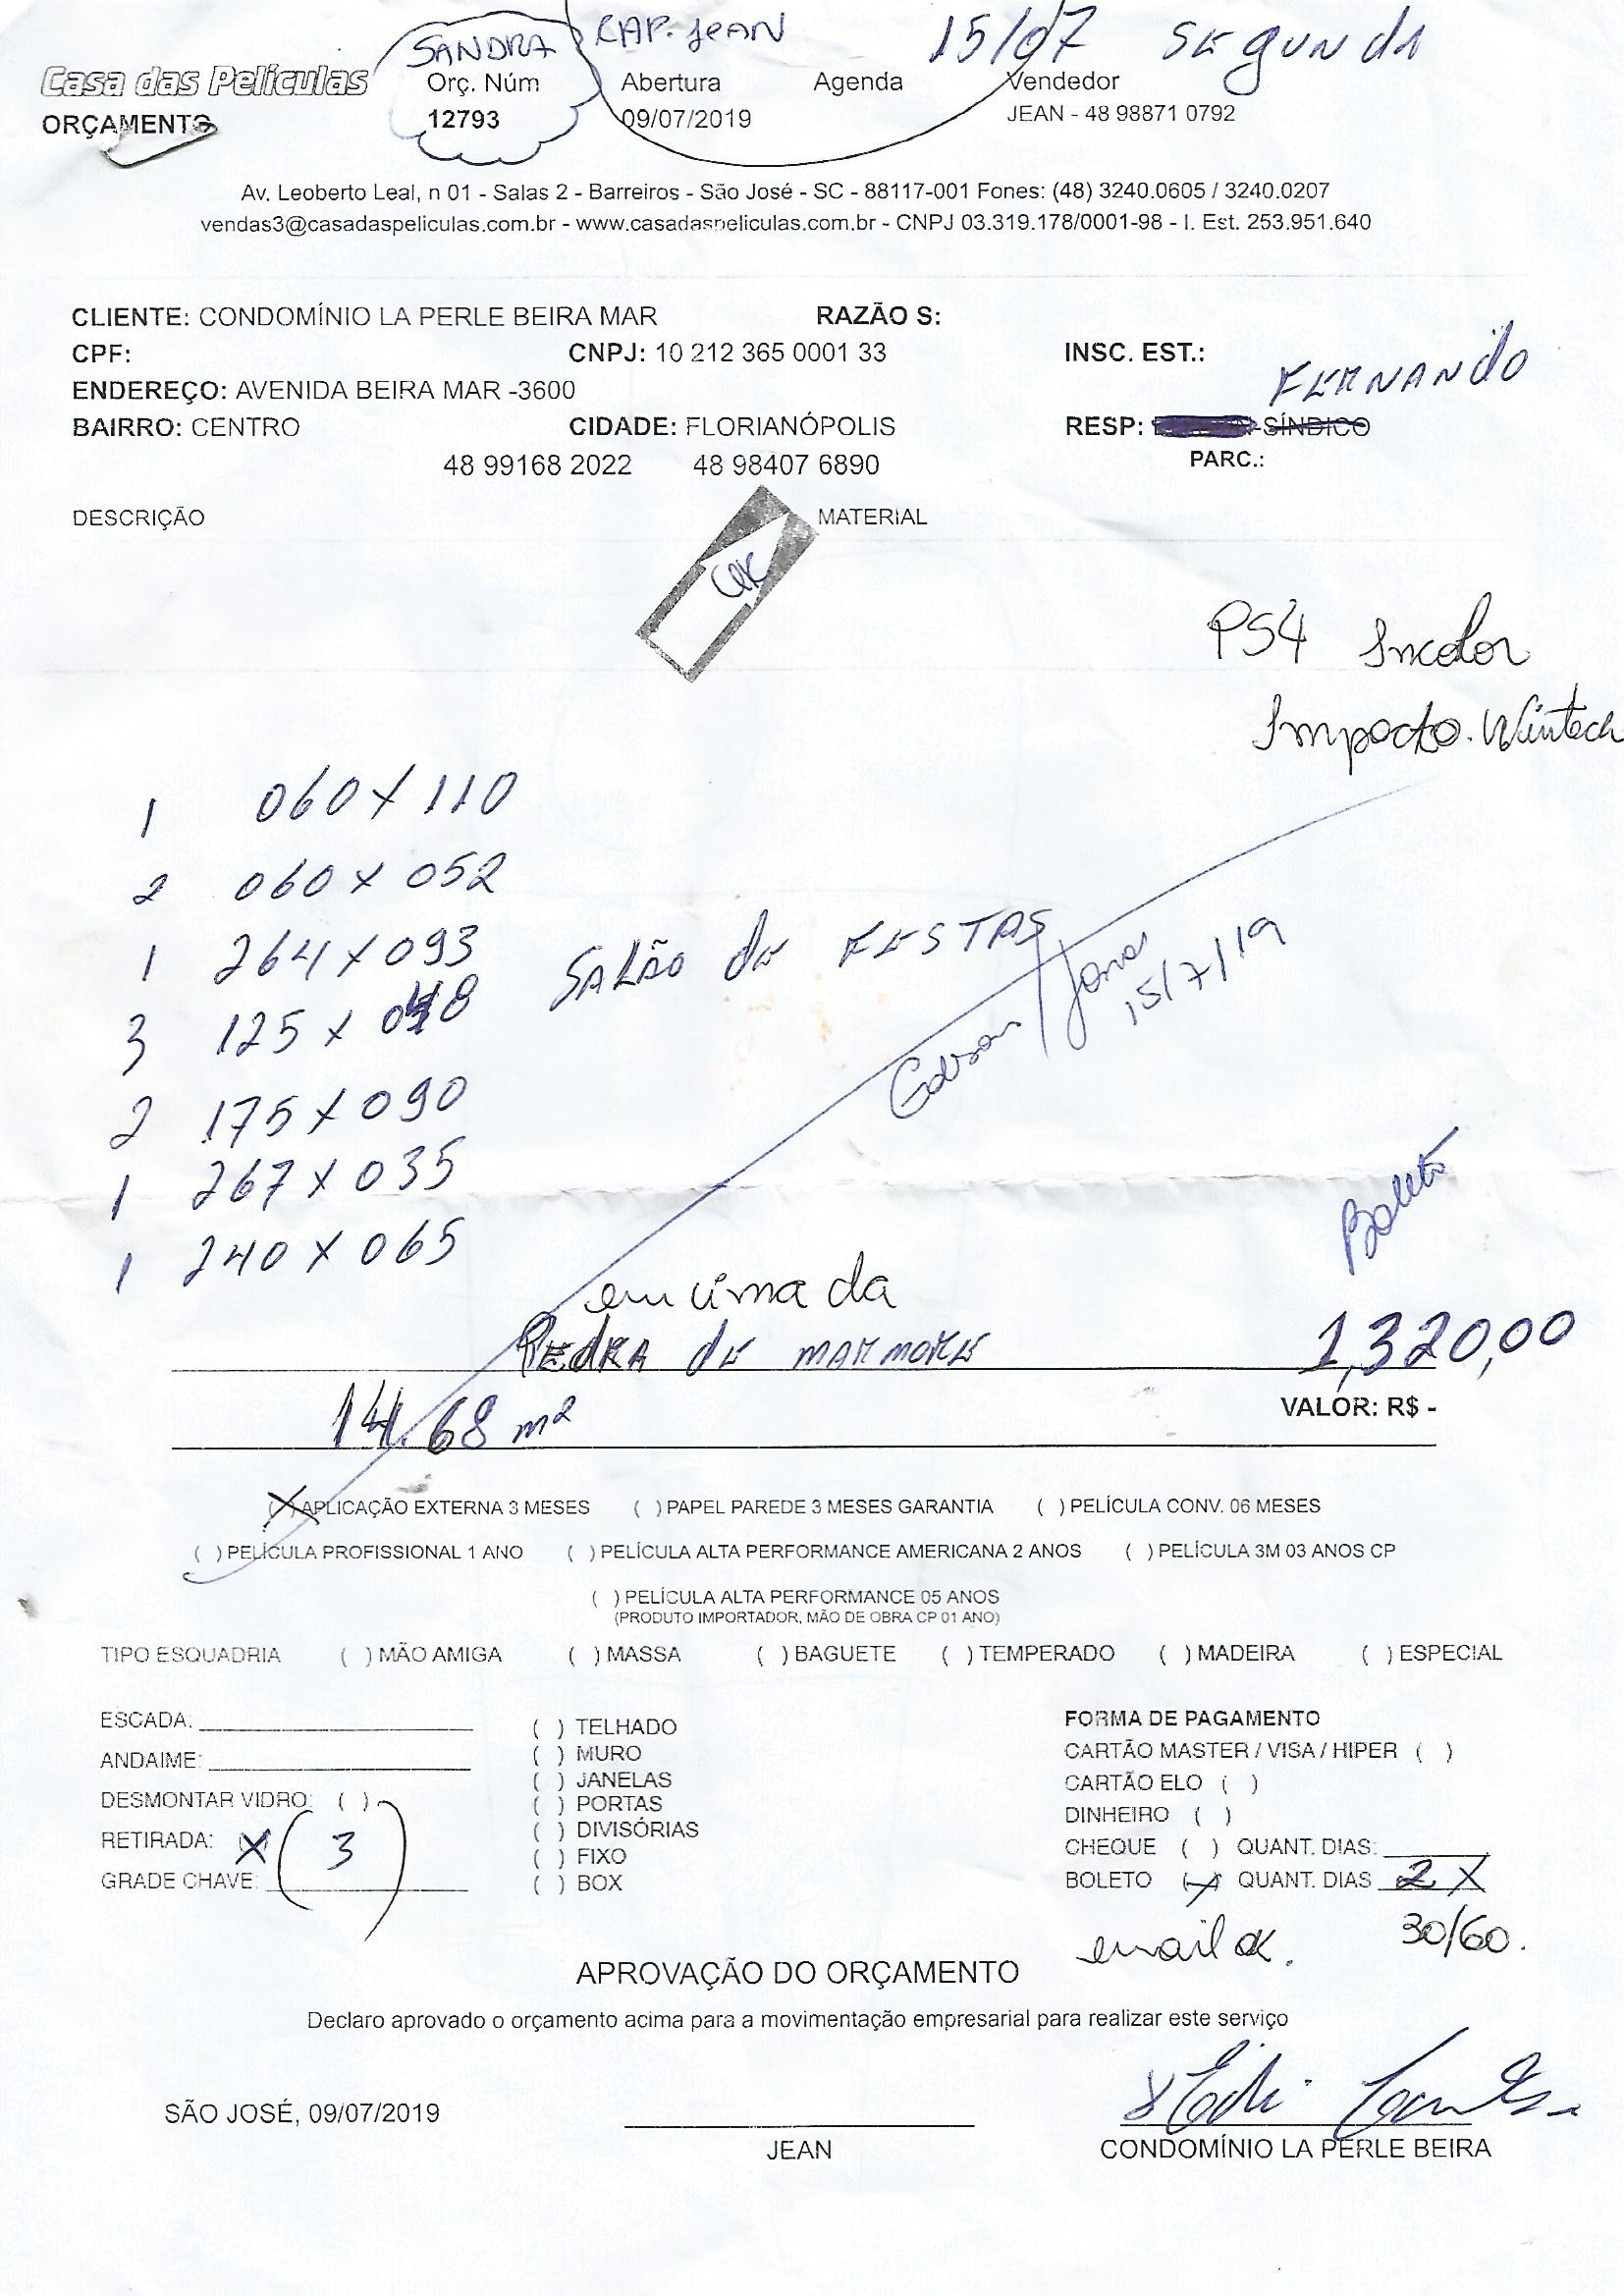 SANDRA CAP. JEAN 15/07 SEGUNDA
Casa das Películas Orç. Núm Abertura Agenda Vendedor
ORÇAMENTO 12793 09/07/2019 JEAN - 48 98871 0792
Av. Leoberto Leal, n 01 - Salas 2 - Barreiros - São José - SC - 88117-001 Fones: (48) 3240.0605 / 3240.0207
vendas3@casadaspeliculas.com.br - www.casadaspeliculas.com.br - CNPJ 03.319.178/0001-98 - I. Est. 253.951.640
CLIENTE: CONDOMÍNIO LA PERLE BEIRA MAR RAZÃO S:
CPF: CNPJ: 10 212 365 0001 33 INSC. EST.:
FERNANDO
ENDEREÇO: AVENIDA BEIRA MAR -3600
BAIRRO: CENTRO CIDADE: FLORIANÓPOLIS RESP: -SÍNDICO
48 99168 2022 48 98407 6890 PARC.:
DESCRIÇÃO MATERIAL
PS4 Incolor
Impacto. Wintech
1 060 X 110
2 060 X 052
1 264 X 093
SALÃO dE FESTAS
3 125 X 048
Edson / Jonas
15/7/19
2 175 X 090
1 267 X 035
1 240 X 065
Boleto
em cima da
PEdRA dE MARMORE 1,320,00
VALOR: R$ -
14.68 m²
(X) APLICAÇÃO EXTERNA 3 MESES ( ) PAPEL PAREDE 3 MESES GARANTIA ( ) PELÍCULA CONV. 06 MESES
( ) PELÍCULA PROFISSIONAL 1 ANO ( ) PELÍCULA ALTA PERFORMANCE AMERICANA 2 ANOS ( ) PELÍCULA 3M 03 ANOS CP
( ) PELÍCULA ALTA PERFORMANCE 05 ANOS
(PRODUTO IMPORTADOR, MÃO DE OBRA CP 01 ANO)
TIPO ESQUADRIA ( ) MÃO AMIGA ( ) MASSA ( ) BAGUETE ( ) TEMPERADO ( ) MADEIRA ( ) ESPECIAL
ESCADA:
ANDAIME:
DESMONTAR VIDRO: ( )
RETIRADA: (X) (3)
GRADE CHAVE:
( ) TELHADO
( ) MURO
( ) JANELAS
( ) PORTAS
( ) DIVISÓRIAS
( ) FIXO
( ) BOX
FORMA DE PAGAMENTO
CARTÃO MASTER / VISA / HIPER ( )
CARTÃO ELO ( )
DINHEIRO ( )
CHEQUE ( ) QUANT. DIAS:
BOLETO (X) QUANT. DIAS 2 X
email ok. 30/60.
APROVAÇÃO DO ORÇAMENTO
Declaro aprovado o orçamento acima para a movimentação empresarial para realizar este serviço
SÃO JOSÉ, 09/07/2019
JEAN
CONDOMÍNIO LA PERLE BEIRA